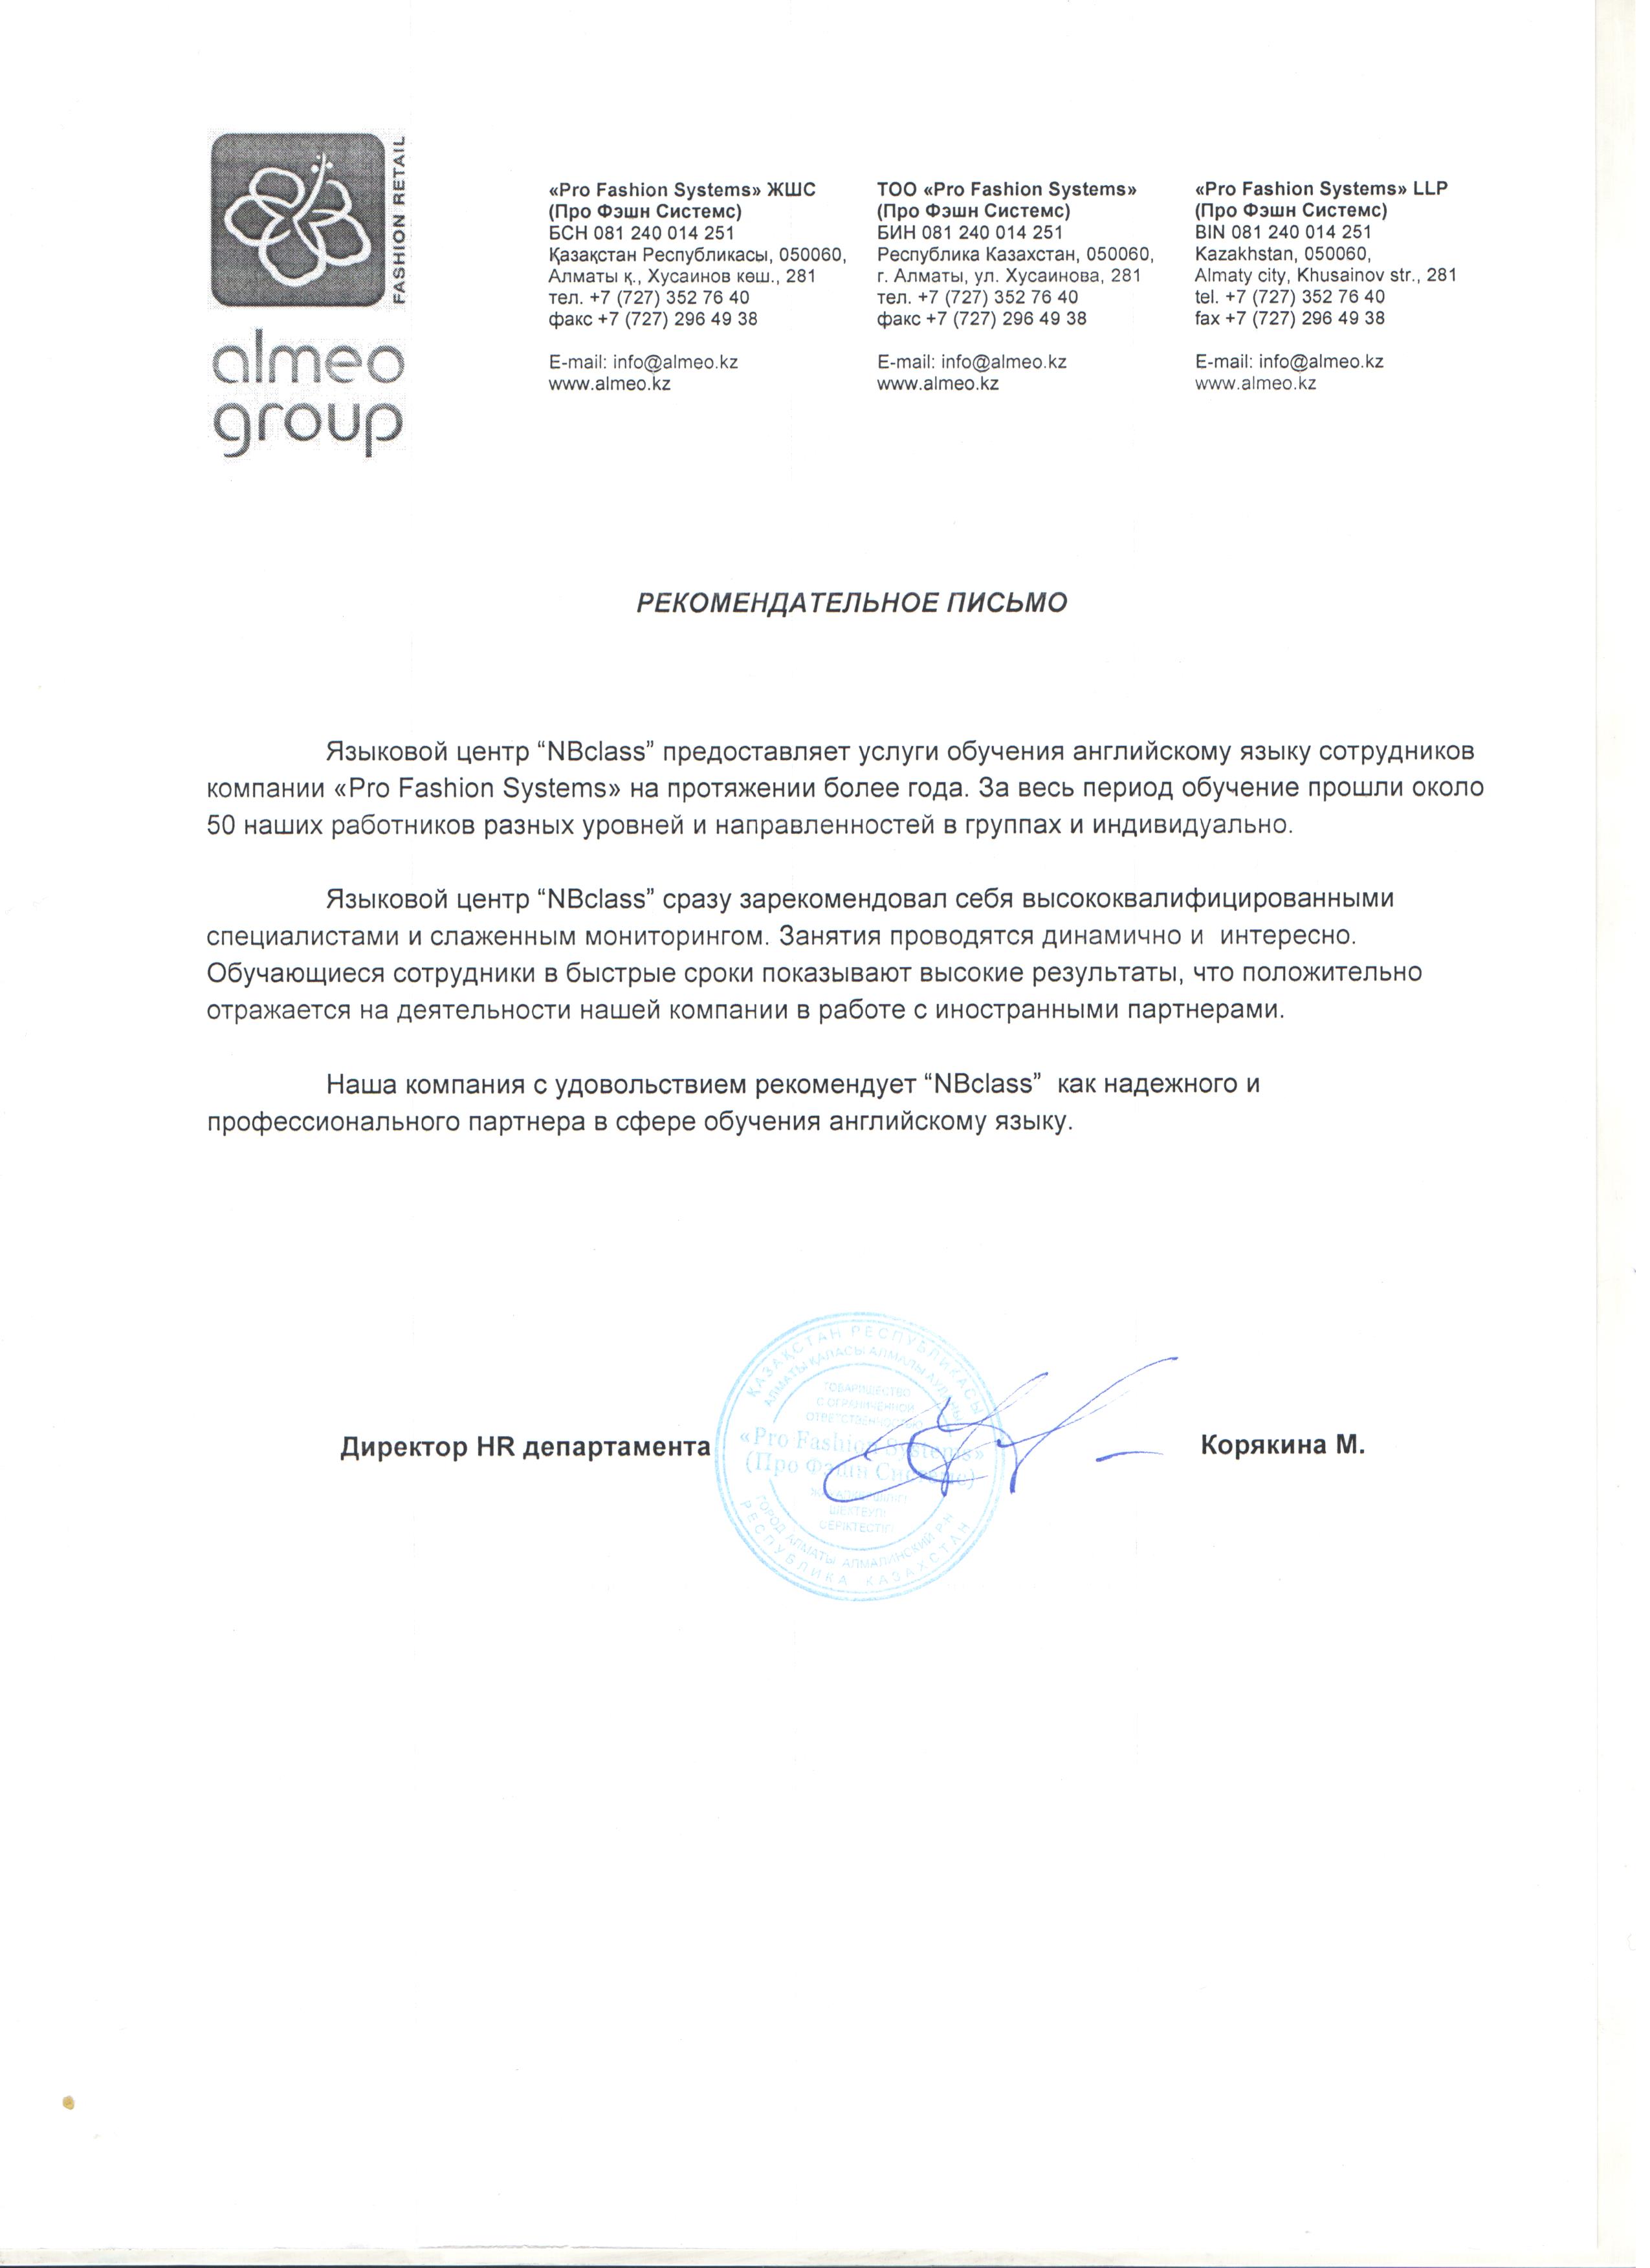 FASHION RETAIL
almeo
group
«Pro Fashion Systems» ЖШС
(Про Фэшн Системс)
БСН 081 240 014 251
Қазақстан Республикасы, 050060,
Алматы қ., Хусаинов көш., 281
тел. +7 (727) 352 76 40
факс +7 (727) 296 49 38
E-mail: info@almeo.kz
www.almeo.kz
ТОО «Pro Fashion Systems»
(Про Фэшн Системс)
БИН 081 240 014 251
Республика Казахстан, 050060,
г. Алматы, ул. Хусаинова, 281
тел. +7 (727) 352 76 40
факс +7 (727) 296 49 38
E-mail: info@almeo.kz
www.almeo.kz
«Pro Fashion Systems» LLP
(Про Фэшн Системс)
BIN 081 240 014 251
Kazakhstan, 050060,
Almaty city, Khusainov str., 281
tel. +7 (727) 352 76 40
fax +7 (727) 296 49 38
E-mail: info@almeo.kz
www.almeo.kz
РЕКОМЕНДАТЕЛЬНОЕ ПИСЬМО
Языковой центр “NBclass” предоставляет услуги обучения английскому языку сотрудников
компании «Pro Fashion Systems» на протяжении более года. За весь период обучение прошли около
50 наших работников разных уровней и направленностей в группах и индивидуально.
Языковой центр “NBclass” сразу зарекомендовал себя высококвалифицированными
специалистами и слаженным мониторингом. Занятия проводятся динамично и  интересно.
Обучающиеся сотрудники в быстрые сроки показывают высокие результаты, что положительно
отражается на деятельности нашей компании в работе с иностранными партнерами.
Наша компания с удовольствием рекомендует “NBclass”  как надежного и
профессионального партнера в сфере обучения английскому языку.
Директор HR департамента
Корякина М.
ҚАЗАҚСТАН РЕСПУБЛИКАСЫ
АЛМАТЫ ҚАЛАСЫ АЛМАЛЫ АУДАНЫ
ТОВАРИЩЕСТВО
С ОГРАНИЧЕННОЙ
ОТВЕТСТВЕННОСТЬЮ
«Pro Fashion Systems»
(Про Фэшн Системс)
ШЕКТЕУЛІ
СЕРІКТЕСТІГІ
ГОРОД АЛМАТЫ АЛМАЛИНСКИЙ Р-Н
РЕСПУБЛИКА КАЗАХСТАН